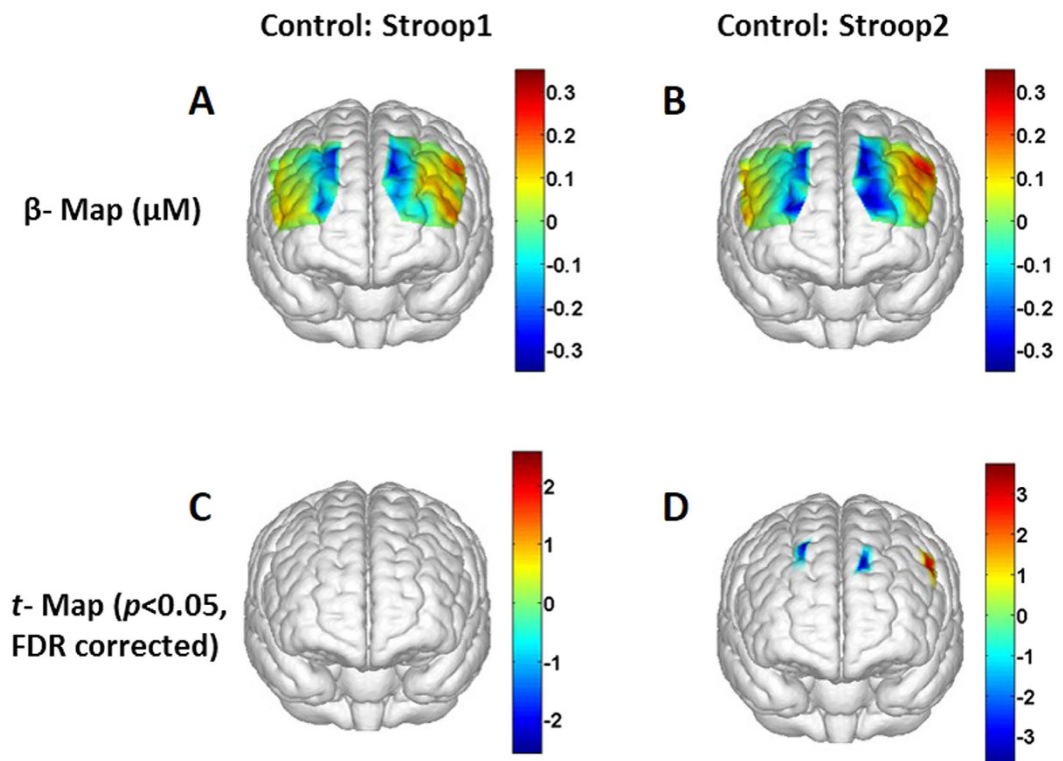 Control: Stroop1
Control: Stroop2
A
B
β- Map (μM)
0.3
0.2
0.1
0
-0.1
-0.2
-0.3
0.3
0.2
0.1
0
-0.1
-0.2
-0.3
C
D
t- Map (p<0.05,
FDR corrected)
2
1
0
-1
-2
3
2
1
0
-1
-2
-3